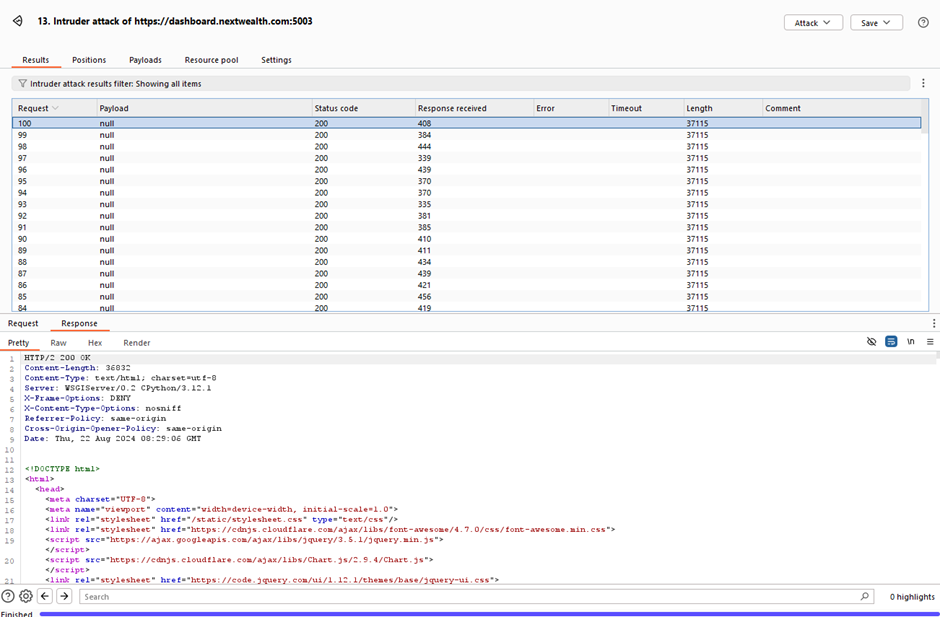 13. Intruder attack of https://dashboard.nextwealth.com:5003
Attack Save
Results Positions Payloads Resource pool Settings
Intruder attack results filter: Showing all items
Request Payload Status code Response received Error Timeout Length Comment
100 null 200 408 37115
99 null 200 384 37115
98 null 200 444 37115
97 null 200 339 37115
96 null 200 439 37115
95 null 200 370 37115
94 null 200 370 37115
93 null 200 335 37115
92 null 200 381 37115
91 null 200 385 37115
90 null 200 410 37115
89 null 200 411 37115
88 null 200 434 37115
87 null 200 439 37115
86 null 200 421 37115
85 null 200 456 37115
84 null 200 419 37115
Request Response
Pretty Raw Hex Render \n
1 HTTP/2 200 OK
2 Content-Length: 36832
3 Content-Type: text/html; charset=utf-8
4 Server: WSGIServer/0.2 CPython/3.12.1
5 X-Frame-Options: DENY
6 X-Content-Type-Options: nosniff
7 Referrer-Policy: same-origin
8 Cross-Origin-Opener-Policy: same-origin
9 Date: Thu, 22 Aug 2024 08:29:06 GMT
10
11
12 <!DOCTYPE html>
13 <html>
14 <head>
15 <meta charset="UTF-8">
16 <meta name="viewport" content="width=device-width, initial-scale=1.0">
17 <link rel="stylesheet" href="/static/stylesheet.css" type="text/css"/>
18 <link rel="stylesheet" href="https://cdnjs.cloudflare.com/ajax/libs/font-awesome/4.7.0/css/font-awesome.min.css">
19 <script src="https://ajax.googleapis.com/ajax/libs/jquery/3.5.1/jquery.min.js">
</script>
20 <script src="https://cdnjs.cloudflare.com/ajax/libs/Chart.js/2.9.4/Chart.js">
</script>
21 <link rel="stylesheet" href="https://code.jquery.com/ui/1.12.1/themes/base/jquery-ui.css">
Search 0 highlights
Finished